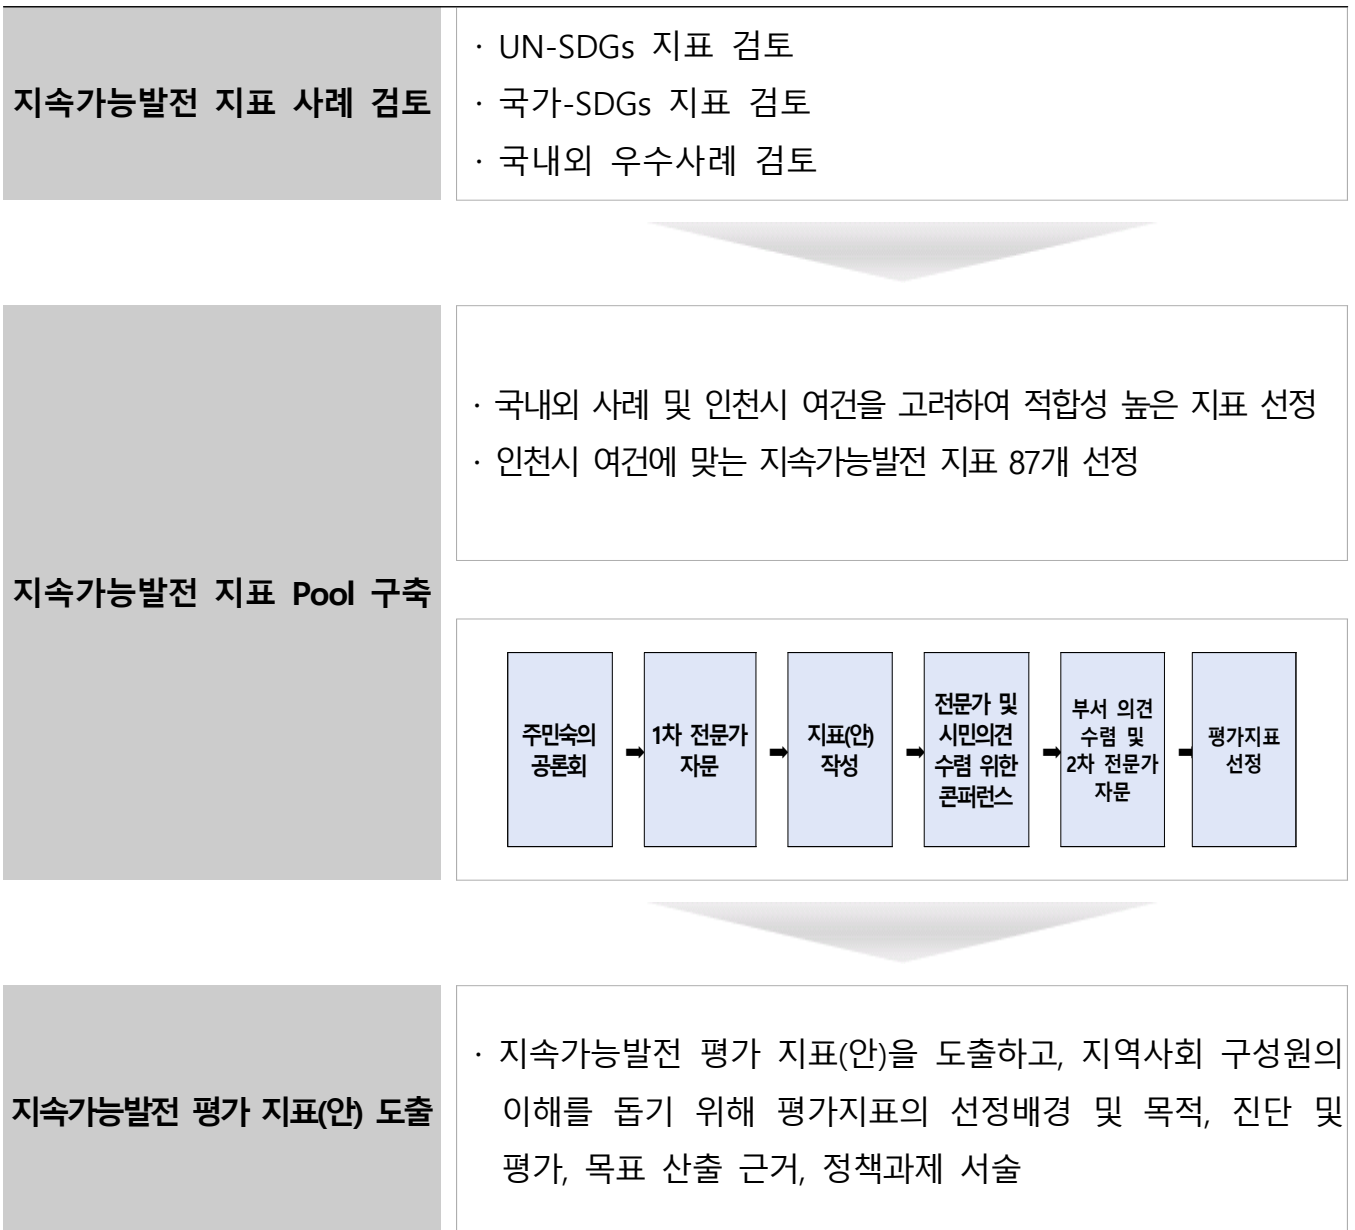 지속가능발전 지표 사례 검토
· UN-SDGs 지표 검토
· 국가-SDGs 지표 검토
· 국내외 우수사례 검토
지속가능발전 지표 Pool 구축
· 국내외 사례 및 인천시 여건을 고려하여 적합성 높은 지표 선정
· 인천시 여건에 맞는 지속가능발전 지표 87개 선정
주민숙의
공론회
➡
1차 전문가
자문
➡
지표(안)
작성
➡
전문가 및
시민의견
수렴 위한
콘퍼런스
➡
부서 의견
수렴 및
2차 전문가
자문
➡
평가지표
선정
지속가능발전 평가 지표(안) 도출
· 지속가능발전 평가 지표(안)을 도출하고, 지역사회 구성원의
이해를 돕기 위해 평가지표의 선정배경 및 목적, 진단 및
평가, 목표 산출 근거, 정책과제 서술